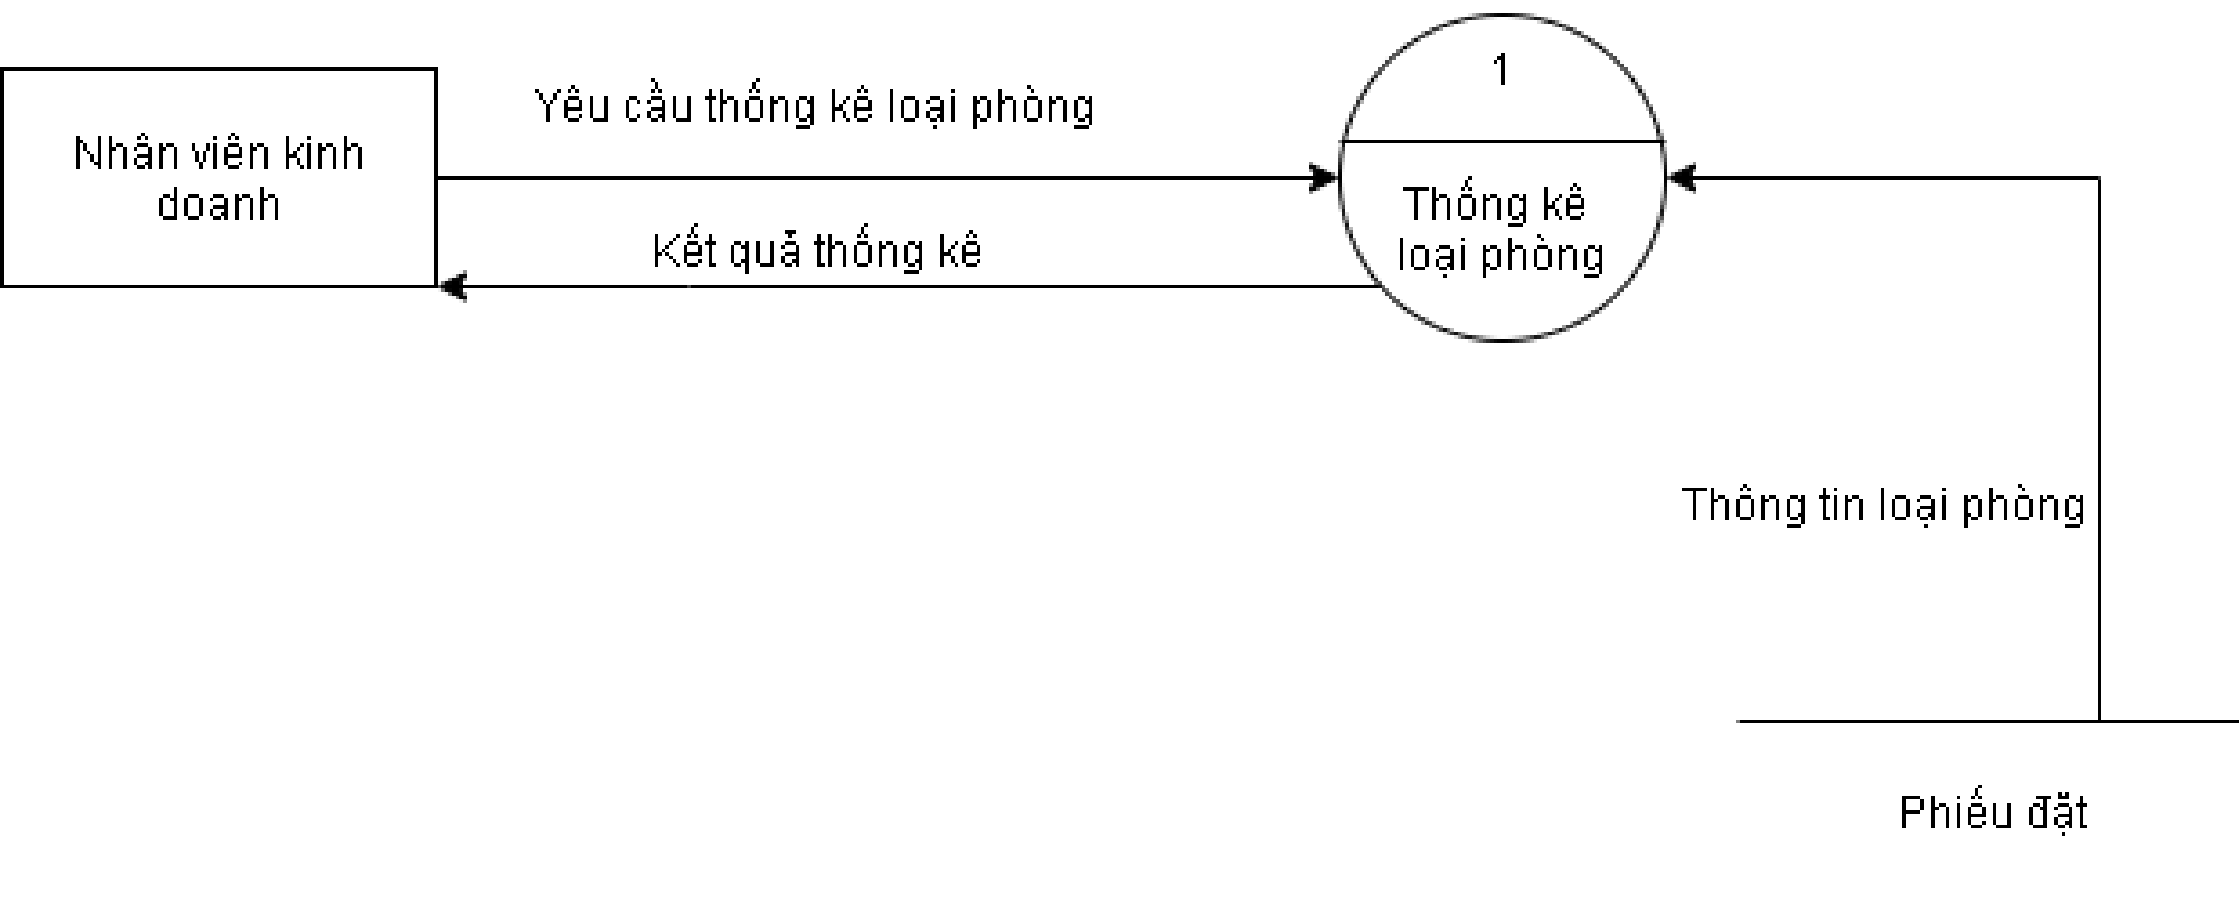 1
Yêu cầu thống kê loại phòng
Nhân viên kinh
doanh
Thống kê
loại phòng
Kết quả thống kê
Thông tin loại phòng
Phiếu đặt